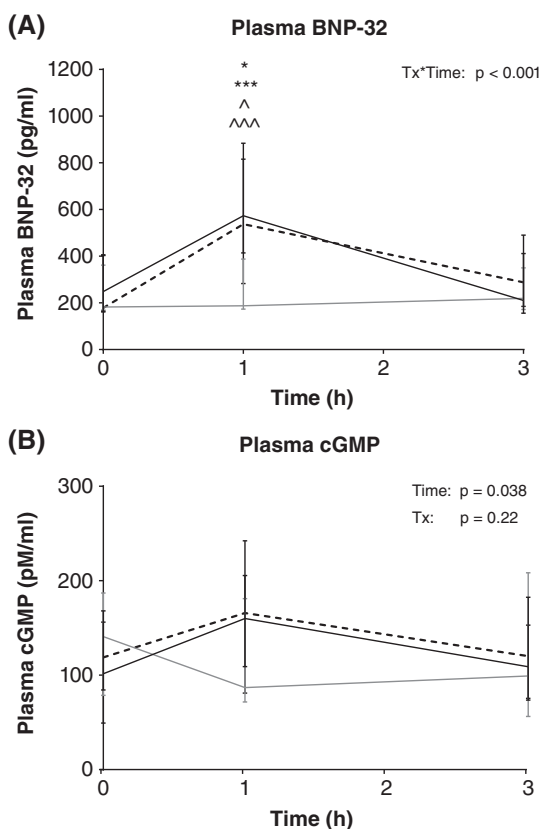 (A)
Plasma BNP-32
Tx*Time: p < 0.001
*
***
^
^^^
Plasma BNP-32 (pg/ml)
1200
1000
800
600
400
200
0
0 1 2 3
Time (h)
(B)
Plasma cGMP
Time: p = 0.038
Tx: p = 0.22
Plasma cGMP (pM/ml)
300
200
100
0
0 1 2 3
Time (h)